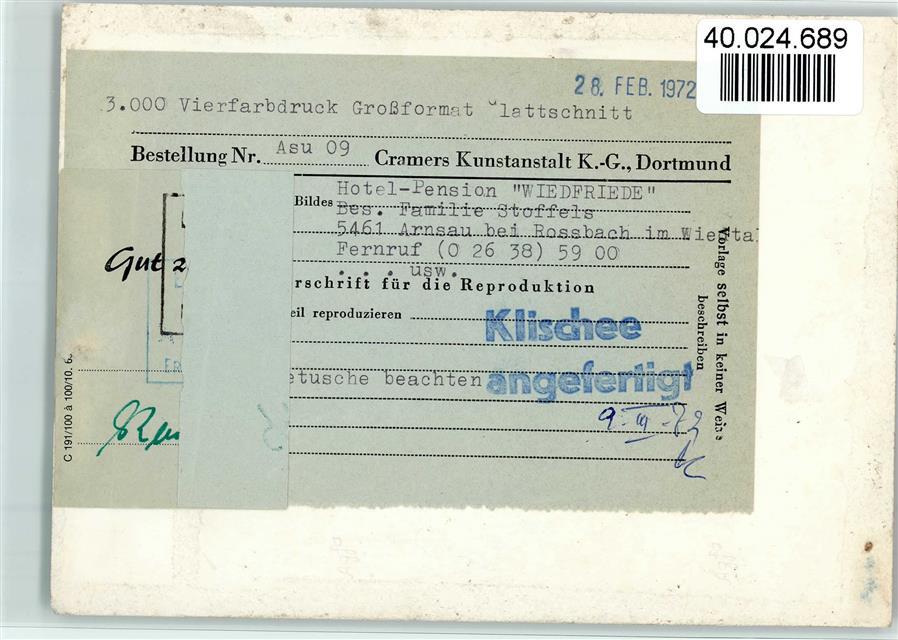 40.024.689
28. FEB. 1972
3.000 Vierfarbdruck Großformat lattschnitt
Bestellung Nr. Asu 09 Cramers Kunstanstalt K.-G., Dortmund
Hotel-Pension "WIEDFRIEDE"
Bildes
Bes. Familie Stoffels
5461 Arnsau bei Rossbach im Wiedtal
Fernruf (0 26 38) 59 00
. . . . usw.
Gut z
rschrift für die Reproduktion
eil reproduzieren
Klischee
etusche beachten
angefertigt
9. III. 72
Vorlage selbst in keiner Weise
beschreiben
C 191/100 à 100/10. 6